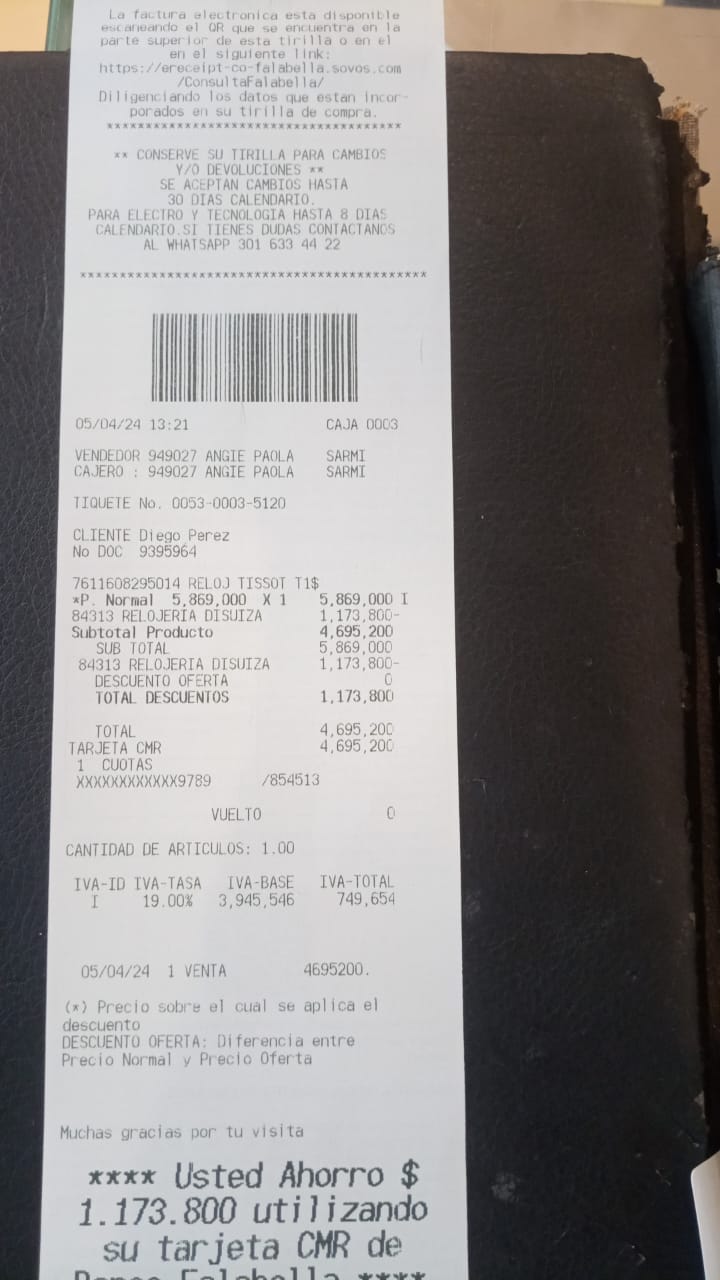 La factura electronica esta disponible
escaneando el QR que se encuentra en la
parte superior de esta tirilla o en el
en el siguiente link:
https://ereceipt-co-falabella.sovos.com
/ConsultaFalabella/
Diligenciando los datos que estan incor-
porados en su tirilla de compra.
****************************************
** CONSERVE SU TIRILLA PARA CAMBIOS
Y/O DEVOLUCIONES **
SE ACEPTAN CAMBIOS HASTA
30 DIAS CALENDARIO.
PARA ELECTRO Y TECNOLOGIA HASTA 8 DIAS
CALENDARIO.SI TIENES DUDAS CONTACTANOS
AL WHATSAPP 301 633 44 22
*********************************************
05/04/24 13:21 CAJA 0003
VENDEDOR 949027 ANGIE PAOLA SARMI
CAJERO : 949027 ANGIE PAOLA SARMI
TIQUETE No. 0053-0003-5120
CLIENTE Diego Perez
No DOC 9395964
7611608295014 RELOJ TISSOT T1$
*P. Normal 5,869,000 X 1 5,869,000 I
84313 RELOJERIA DISUIZA 1,173,800-
Subtotal Producto 4,695,200
SUB TOTAL 5,869,000
84313 RELOJERIA DISUIZA 1,173,800-
DESCUENTO OFERTA 0
TOTAL DESCUENTOS 1,173,800
TOTAL 4,695,200
TARJETA CMR 4,695,200
1 CUOTAS
XXXXXXXXXXXX9789 /854513
VUELTO 0
CANTIDAD DE ARTICULOS: 1.00
IVA-ID IVA-TASA IVA-BASE IVA-TOTAL
I 19.00% 3,945,546 749,654
05/04/24 1 VENTA 4695200.
(*) Precio sobre el cual se aplica el
descuento
DESCUENTO OFERTA: Diferencia entre
Precio Normal y Precio Oferta
Muchas gracias por tu visita
**** Usted Ahorro $
1.173.800 utilizando
su tarjeta CMR de
Banco Falabella ****